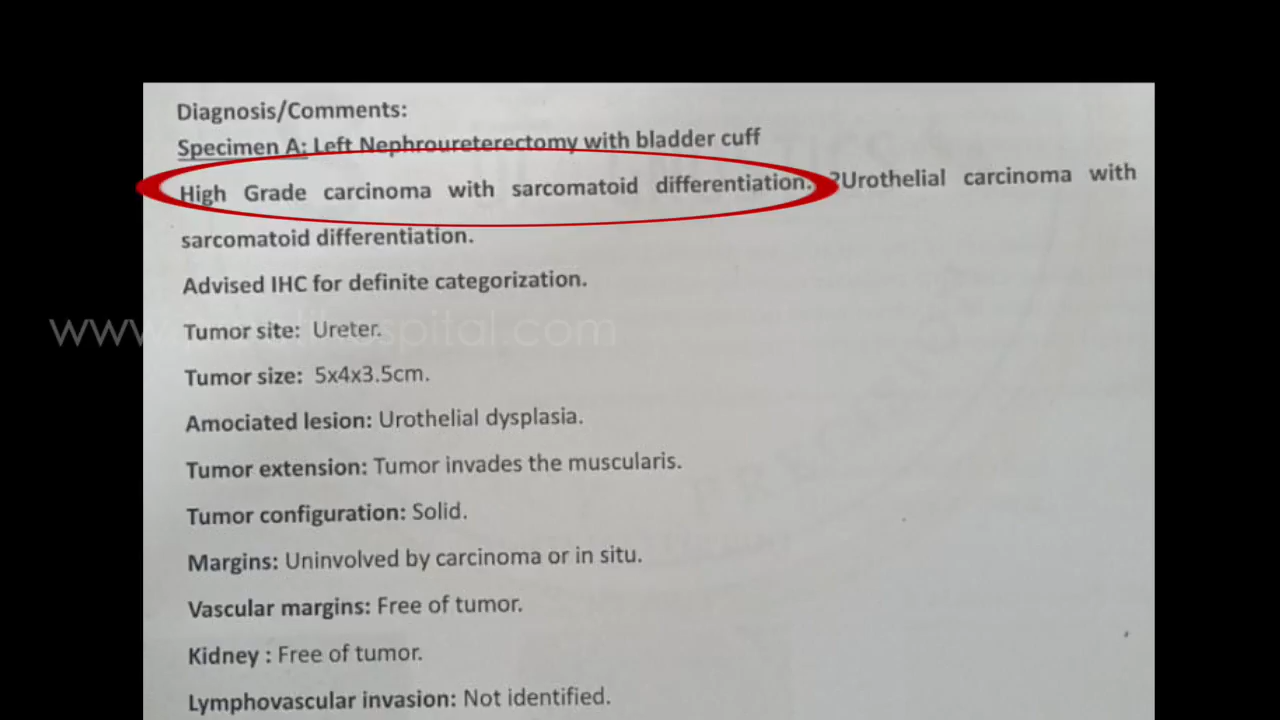 Diagnosis/Comments:
Specimen A: Left Nephroureterectomy with bladder cuff
High Grade carcinoma with sarcomatoid differentiation. ?Urothelial carcinoma with
sarcomatoid differentiation.
Advised IHC for definite categorization.
Tumor site: Ureter.
Tumor size: 5x4x3.5cm.
Amociated lesion: Urothelial dysplasia.
Tumor extension: Tumor invades the muscularis.
Tumor configuration: Solid.
Margins: Uninvolved by carcinoma or in situ.
Vascular margins: Free of tumor.
Kidney : Free of tumor.
Lymphovascular invasion: Not identified.